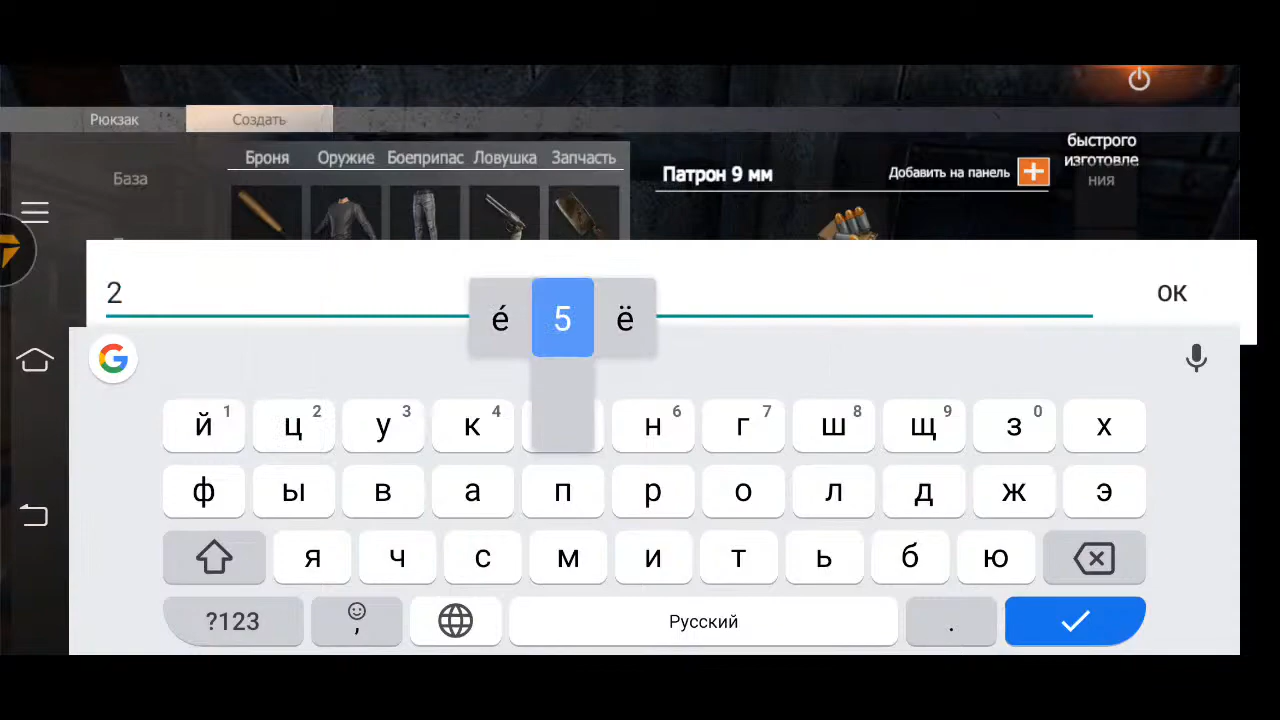 Рюкзак
Создать
База
Броня Оружие Боеприпас Ловушка Запчасть
Патрон 9 мм
Добавить на панель
быстрого
изготовле
ния
2
ОК
é 5 ё
й 1 ц 2 у 3 к 4 н 6 г 7 ш 8 щ 9 з 0 х
ф ы в а п р о л д ж э
я ч с м и т ь б ю
?123 , Русский .